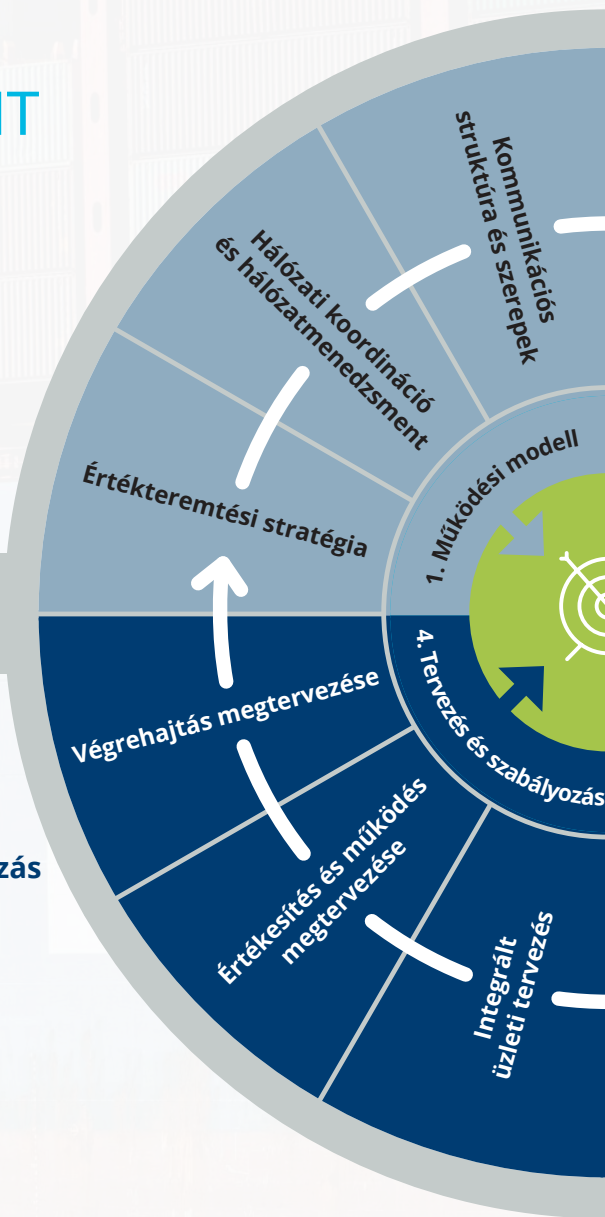 IT
Kommunikációs
struktúra és szerepek
Hálózati koordináció
és hálózatmenedzsment
Értékteremtési stratégia
1. Működési modell
4. Tervezés és szabályozás
Végrehajtás megtervezése
zás
Értékesítés és működés
megtervezése
Integrált
üzleti tervezés